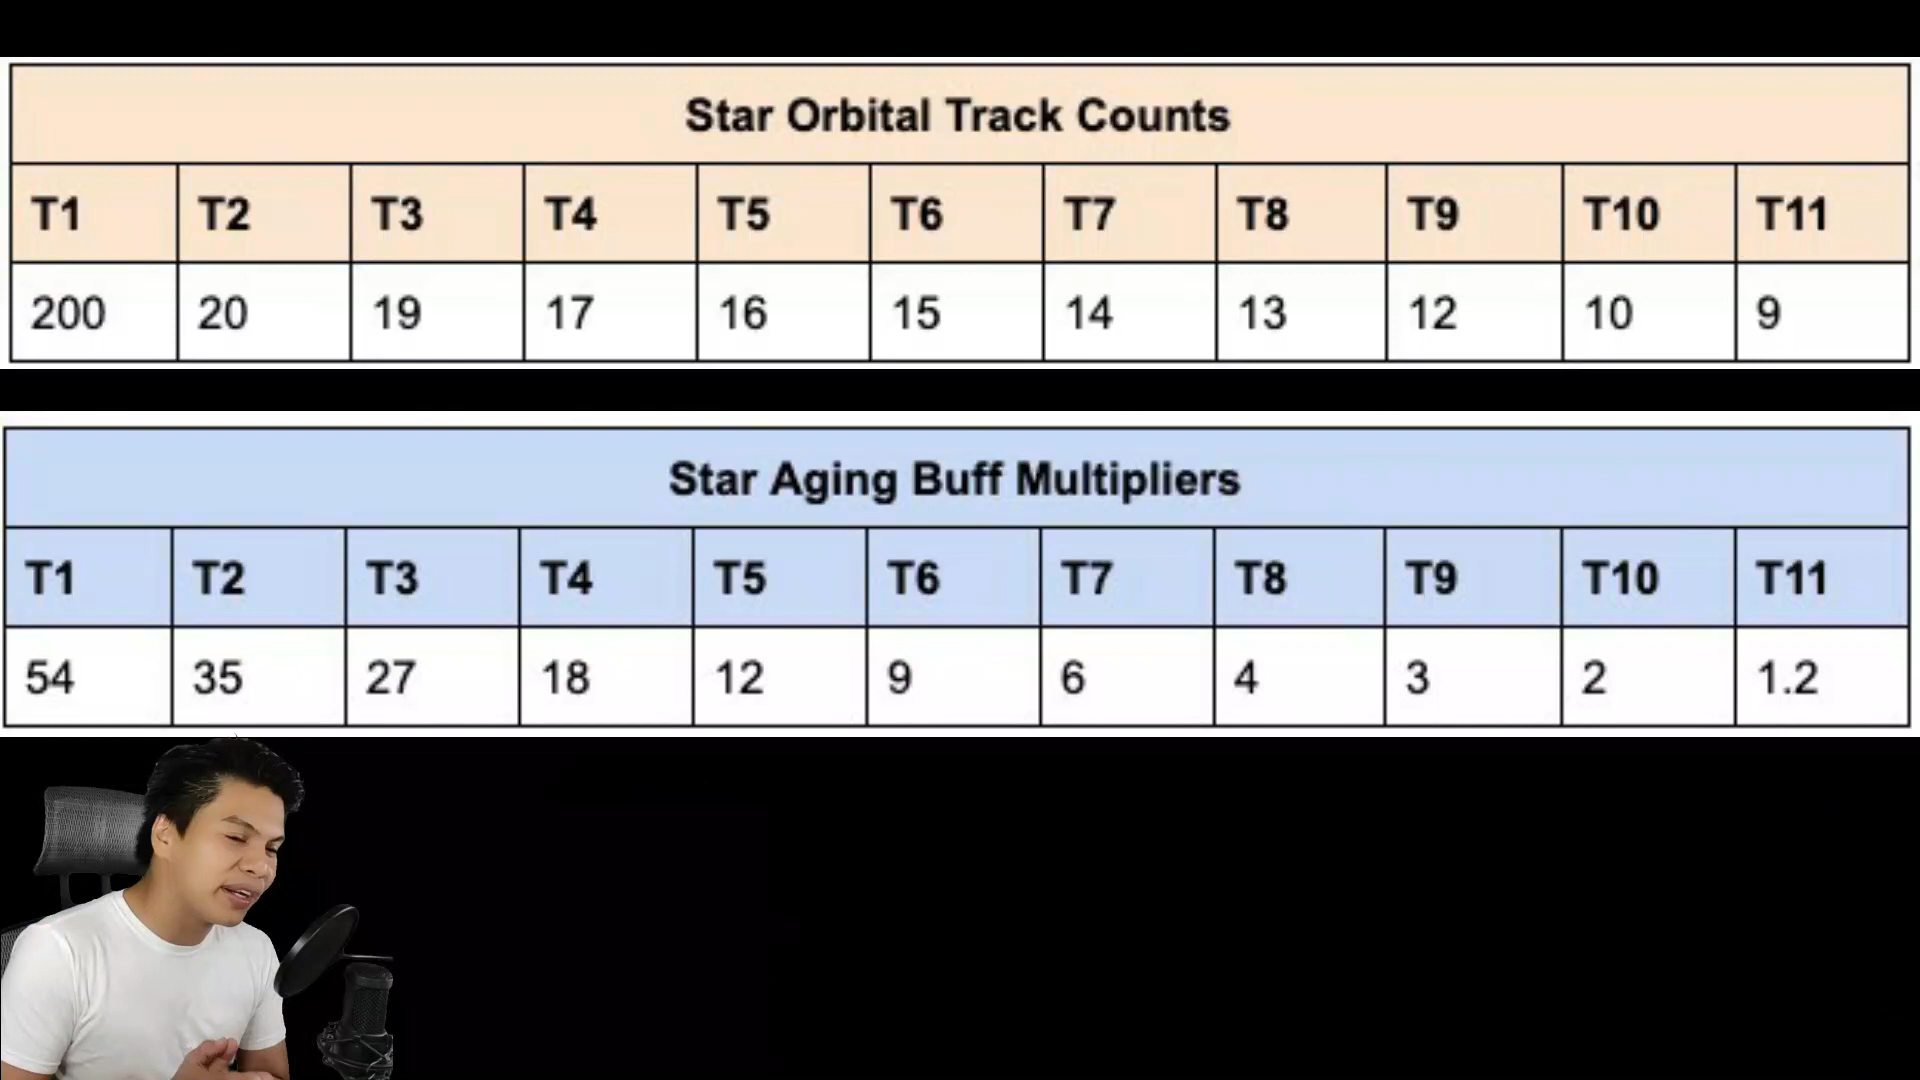 Star Orbital Track Counts
T1 T2 T3 T4 T5 T6 T7 T8 T9 T10 T11
200 20 19 17 16 15 14 13 12 10 9
Star Aging Buff Multipliers
T1 T2 T3 T4 T5 T6 T7 T8 T9 T10 T11
54 35 27 18 12 9 6 4 3 2 1.2